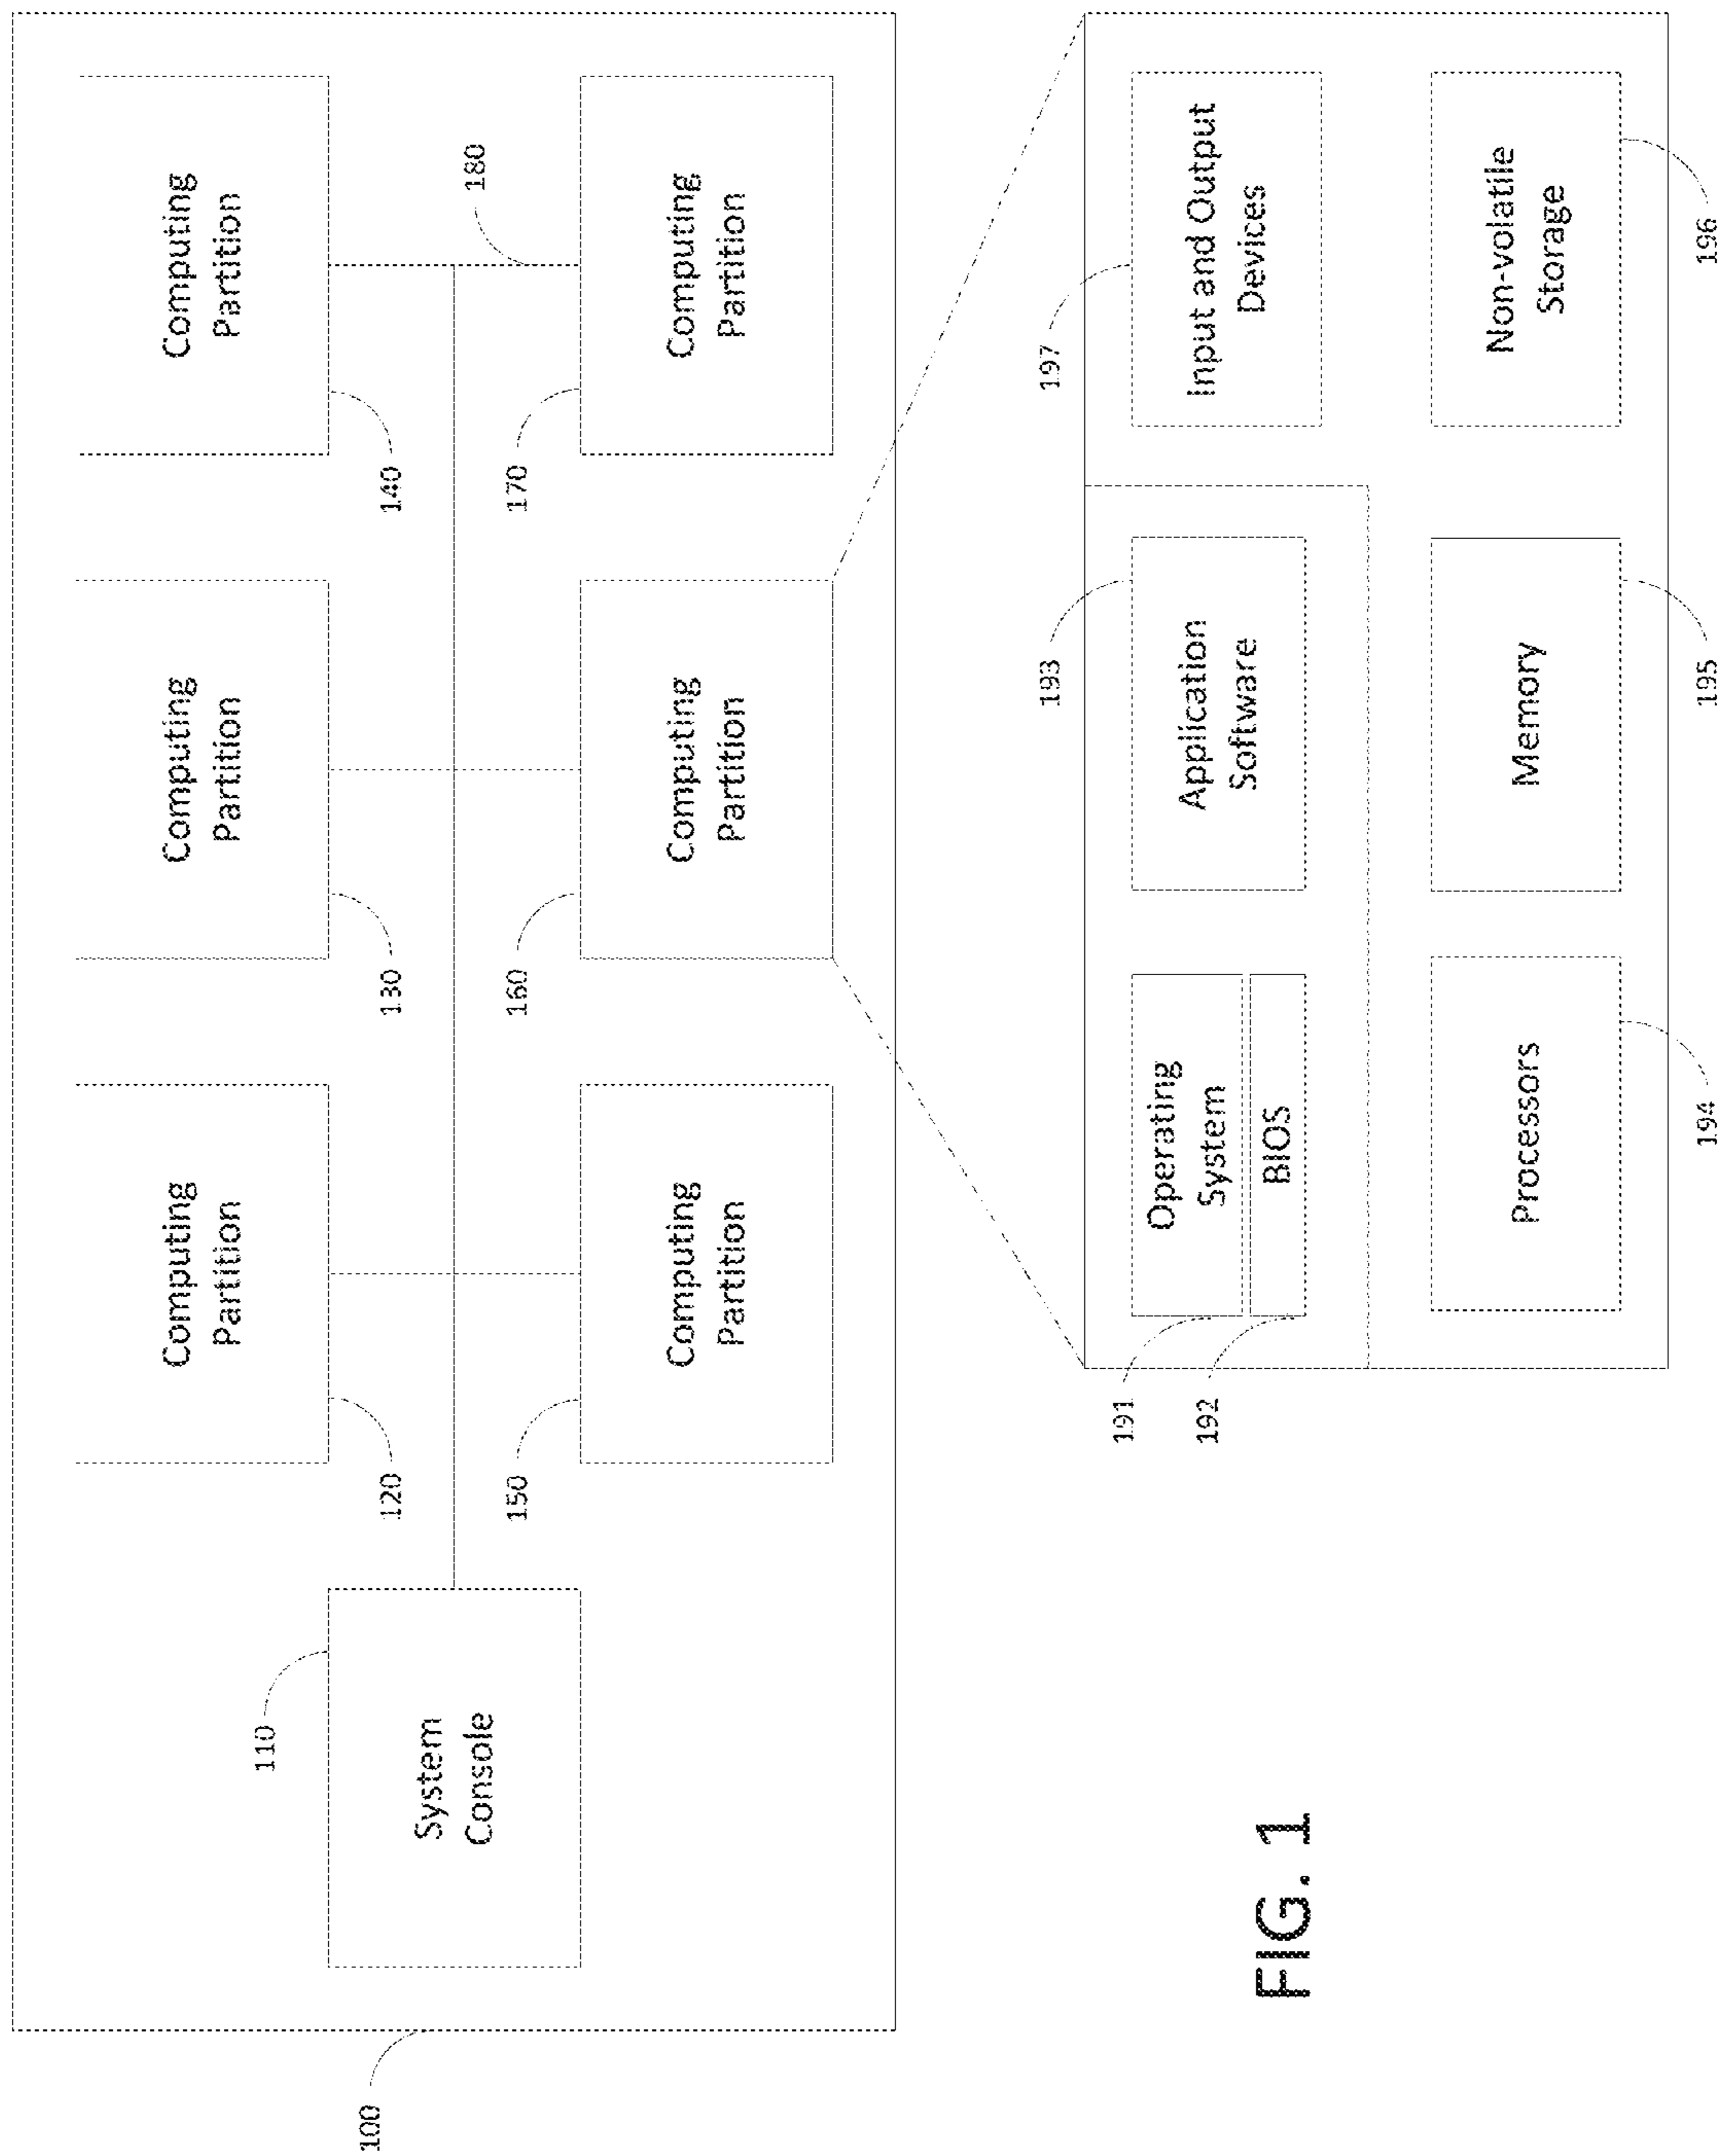 100
110
System
Console
120
Computing
Partition
130
Computing
Partition
140
Computing
Partition
150
Computing
Partition
160
Computing
Partition
170
Computing
Partition
180
191
Operating
System
192
BIOS
193
Application
Software
197
Input and Output
Devices
Processors
194
Memory
195
Non-volatile
Storage
196
FIG. 1